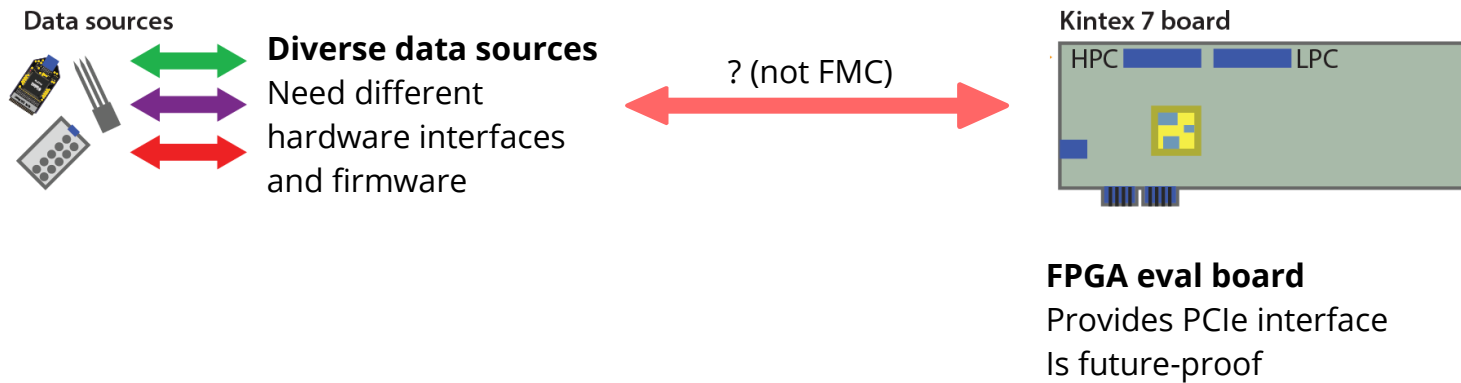 Data sources
Diverse data sources
Need different
hardware interfaces
and firmware
? (not FMC)
Kintex 7 board
HPC
LPC
FPGA eval board
Provides PCIe interface
Is future-proof